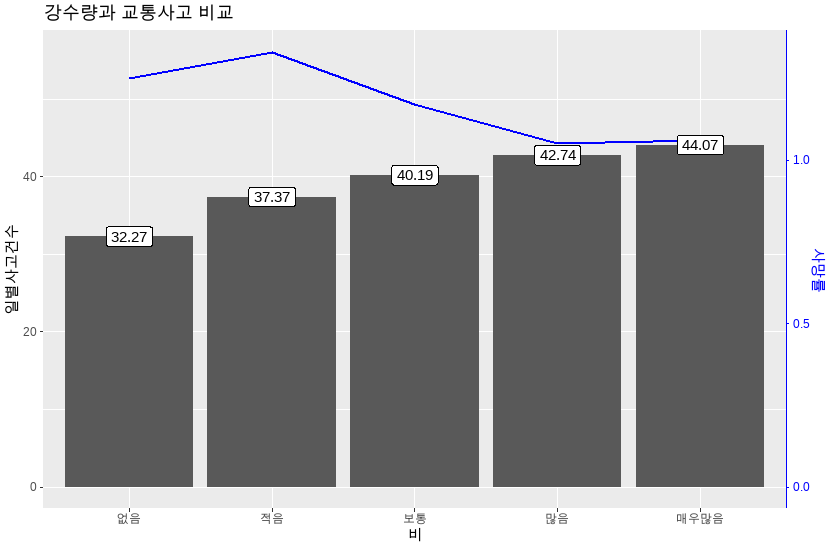 강수량과 교통사고 비교
일별사고건수
40
20
0
32.27
37.37
40.19
42.74
44.07
1.0
0.5
0.0
사망률
없음
적음
보통
많음
매우많음
비